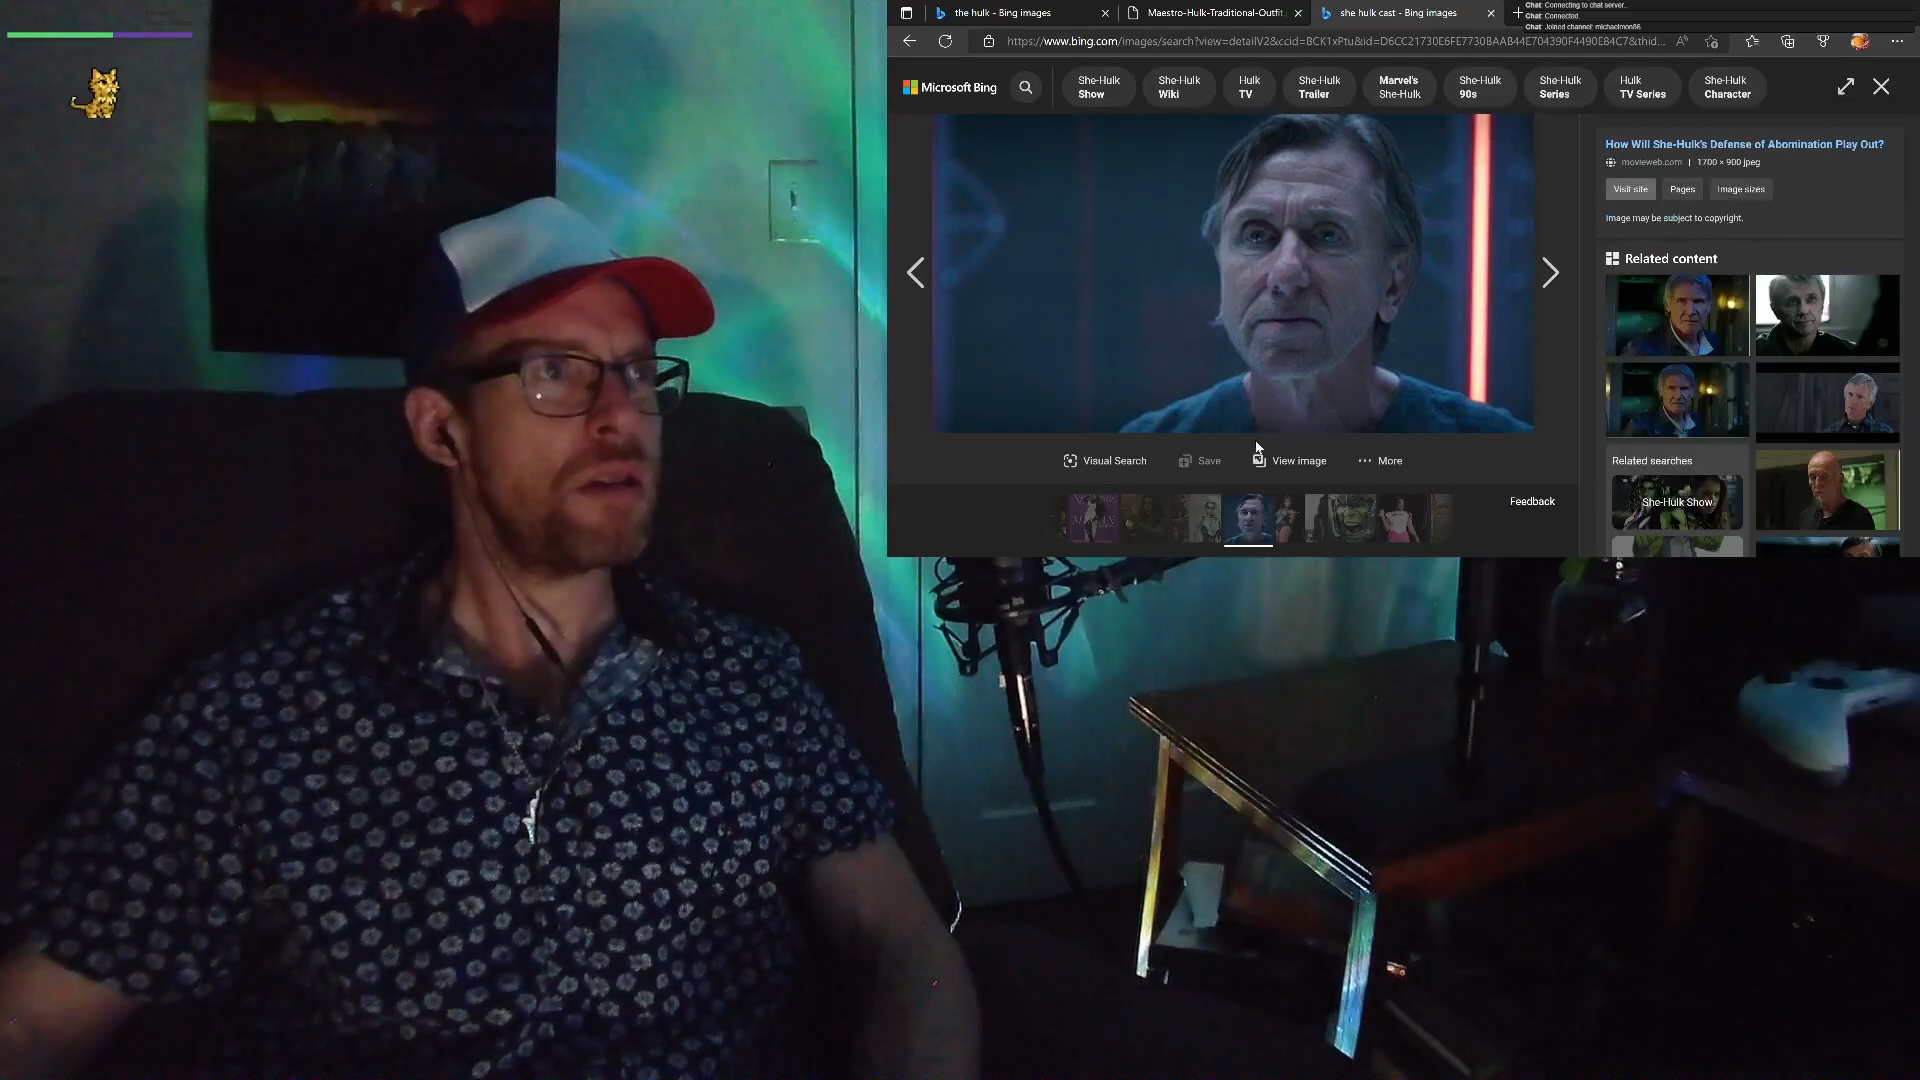 the hulk - Bing images
Maestro-Hulk-Traditional-Outfit
she hulk cast - Bing images
Chat: Connecting to chat server..
Chat: Connected.
Chat: Joined channel: michaelmon86
https://www.bing.com/images/search?view=detailV2&ccid=BCK1xPtu&id=D6CC21730E6FE7730BAAB44E704390F4490E84C7&thid...
Microsoft Bing
She-Hulk Show
She-Hulk Wiki
Hulk TV
She-Hulk Trailer
Marvel's She-Hulk
She-Hulk 90s
She-Hulk Series
Hulk TV Series
She-Hulk Character
How Will She-Hulk's Defense of Abomination Play Out?
movieweb.com | 1700 × 900 jpeg
Visit site
Pages
Image sizes
Image may be subject to copyright.
Related content
Visual Search
Save
View image
More
Related searches
She-Hulk Show
Feedback